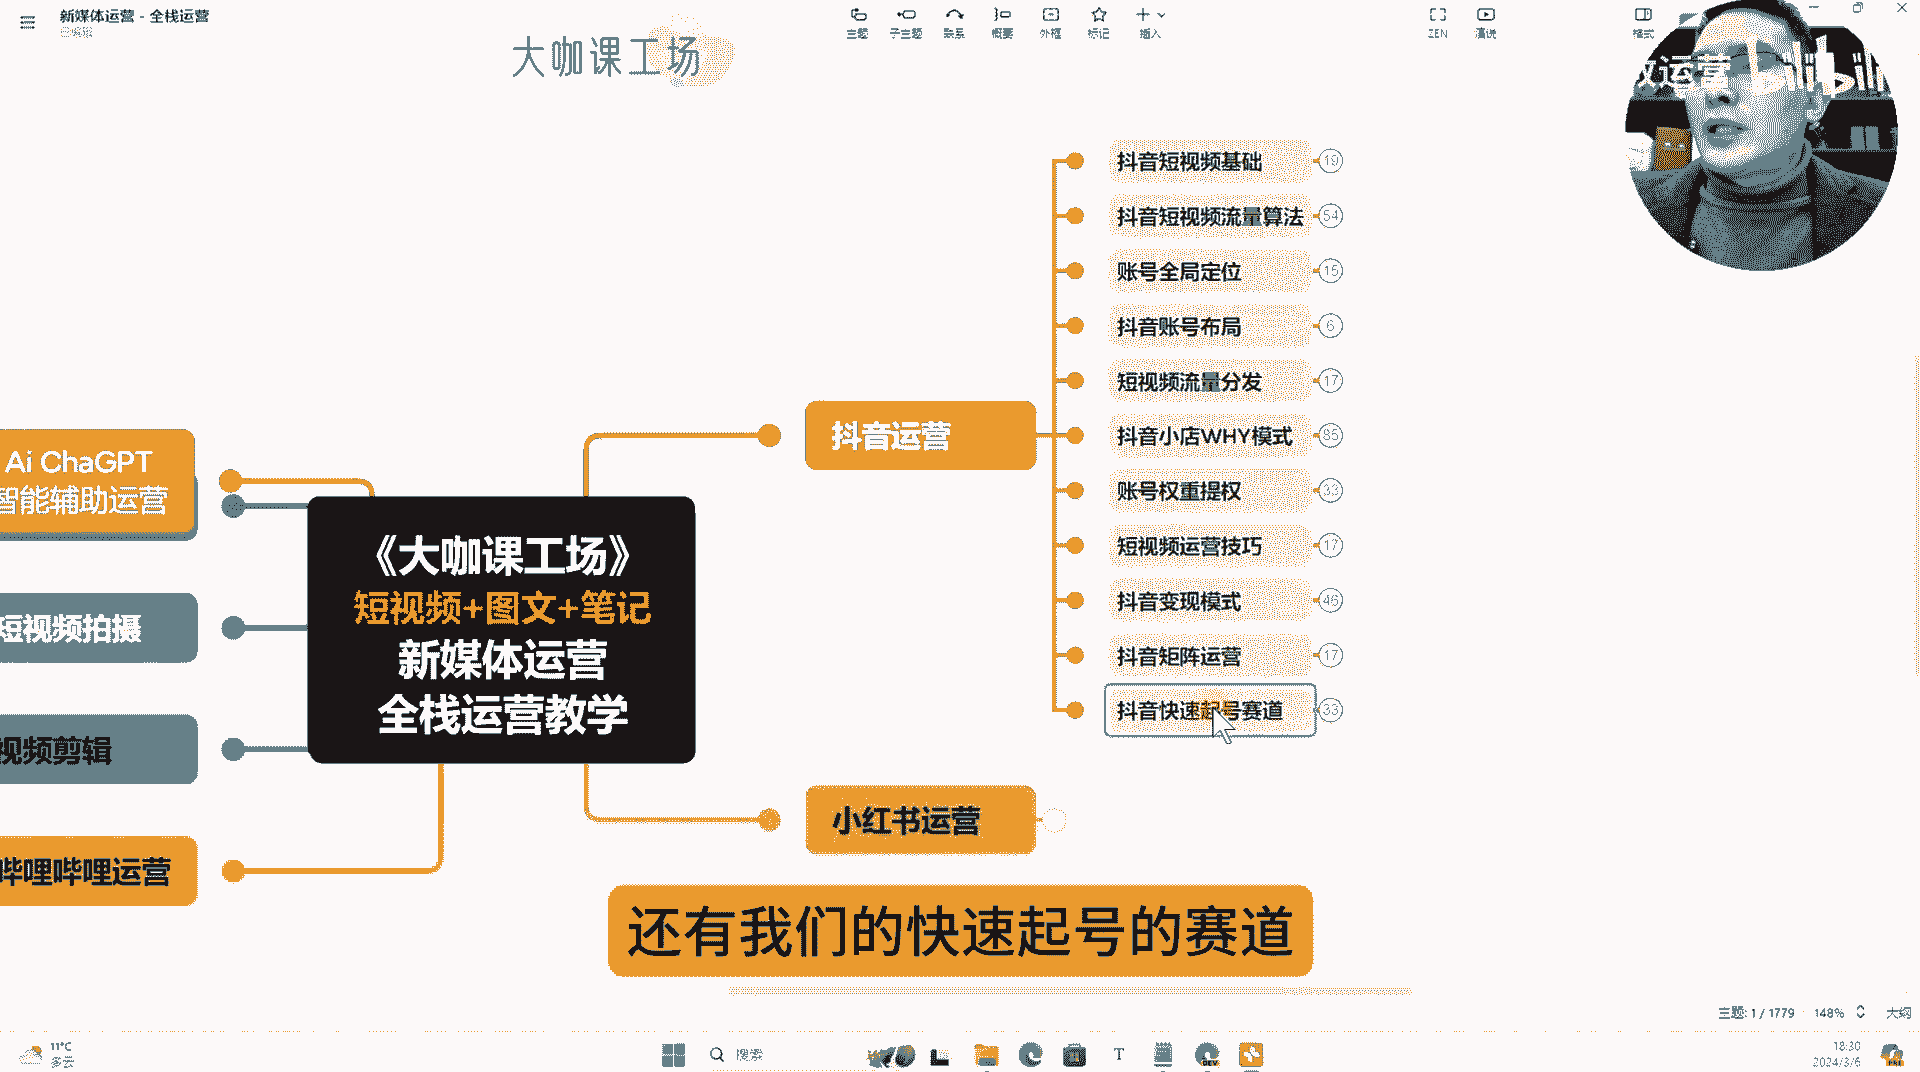 新媒体运营 - 全栈运营
已编辑
主题
子主题
联系
概要
外框
标记
插入
ZEN
演说
格式
大咖课工场
运营 bilibili
抖音短视频基础 19
抖音短视频流量算法 54
账号全局定位 15
抖音账号布局 6
短视频流量分发 17
抖音小店WHY模式 85
账号权重提权 33
短视频运营技巧 17
抖音变现模式 46
抖音矩阵运营 17
抖音快速起号赛道 33
抖音运营
Ai ChaGPT
智能辅助运营
短视频拍摄
视频剪辑
哔哩哔哩运营
《大咖课工场》
短视频+图文+笔记
新媒体运营
全栈运营教学
小红书运营
还有我们的快速起号的赛道
主题: 1 / 1779
148%
大纲
11°C
多云
搜索
18:30
2024/3/6